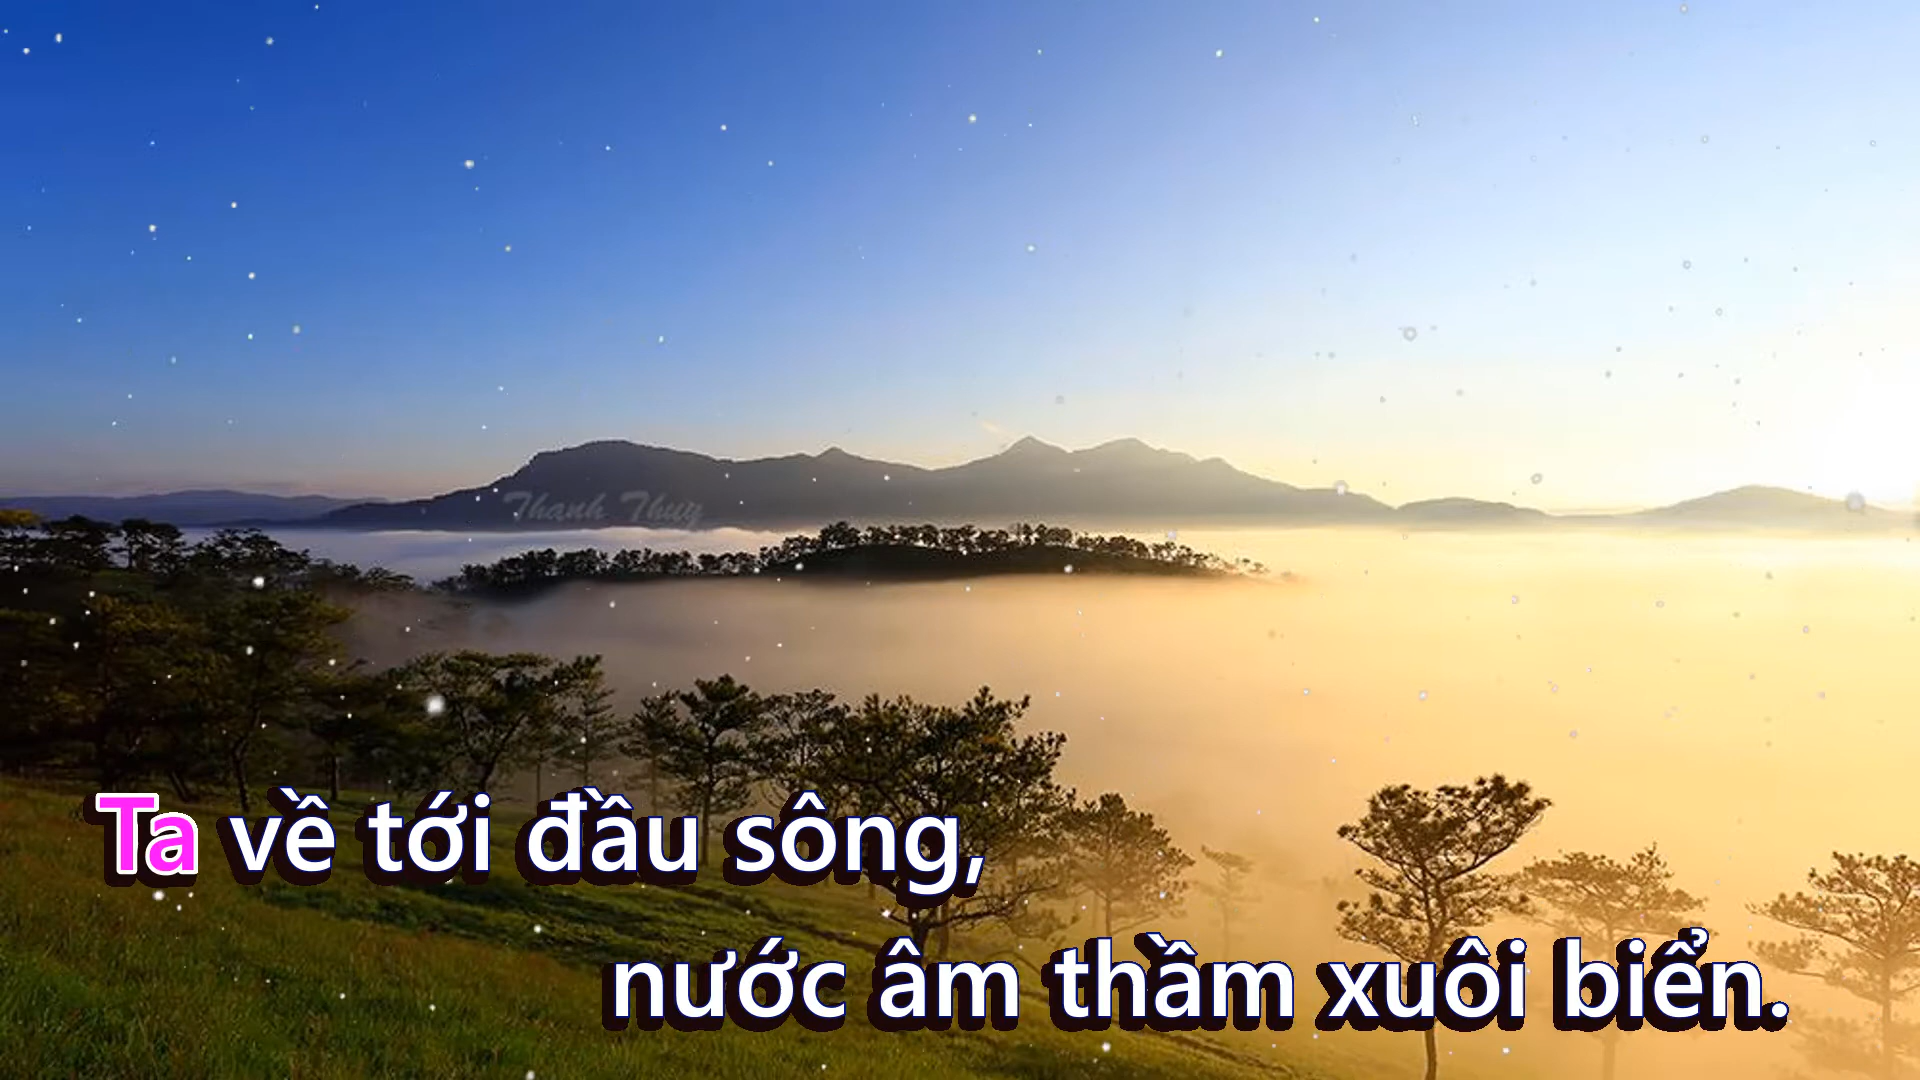 Thanh Thuy
Ta về tới đầu sông,
nước âm thầm xuôi biển.